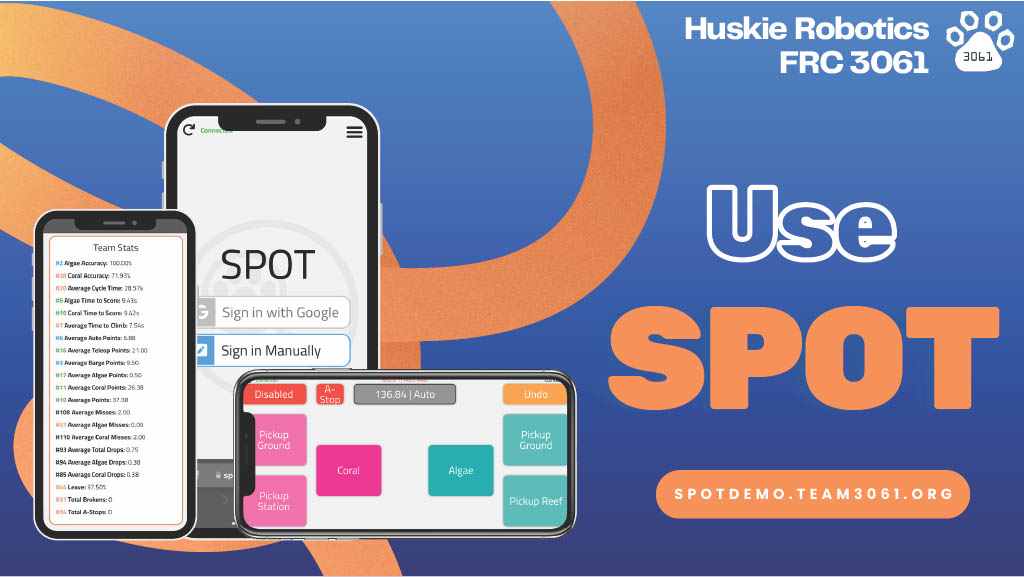 Huskie Robotics
FRC 3061
3061
Use
SPOT
SPOTDEMO.TEAM3061.ORG
Connected
SPOT
Sign in with Google
Sign in Manually
Team Stats
#2 Algae Accuracy: 100.00%
#38 Coral Accuracy: 71.93%
#20 Average Cycle Time: 28.57s
#5 Algae Time to Score: 9.43s
#10 Coral Time to Score: 9.42s
#7 Average Time to Climb: 7.54s
#6 Average Auto Points: 6.88
#16 Average Teleop Points: 21.00
#3 Average Barge Points: 9.50
#17 Average Algae Points: 0.50
#11 Average Coral Points: 26.38
#10 Average Points: 37.38
#108 Average Misses: 2.00
#31 Average Algae Misses: 0.00
#110 Average Coral Misses: 2.00
#93 Average Total Drops: 0.75
#94 Average Algae Drops: 0.38
#85 Average Coral Drops: 0.38
#44 Leave: 37.50%
#31 Total Brokens: 0
#34 Total A-Stops: 0
sp
Disabled
A-
Stop
136.84 | Auto
Undo
Pickup
Ground
Coral
Algae
Pickup
Ground
Pickup
Station
Pickup Reef